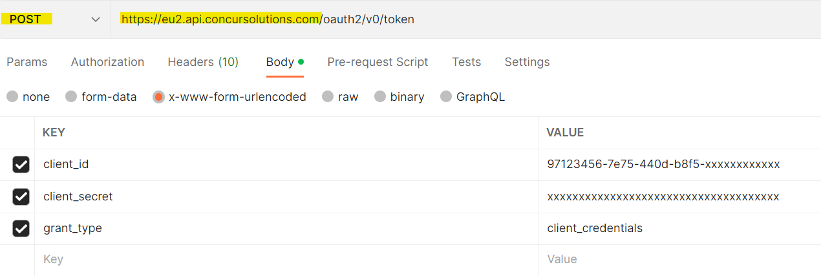 POST https://eu2.api.concursolutions.com/oauth2/v0/token
Params Authorization Headers (10) Body Pre-request Script Tests Settings
none form-data x-www-form-urlencoded raw binary GraphQL
KEY VALUE
client_id 97123456-7e75-440d-b8f5-xxxxxxxxxxxx
client_secret xxxxxxxxxxxxxxxxxxxxxxxxxxxxxxxxxxxxx
grant_type client_credentials
Key Value